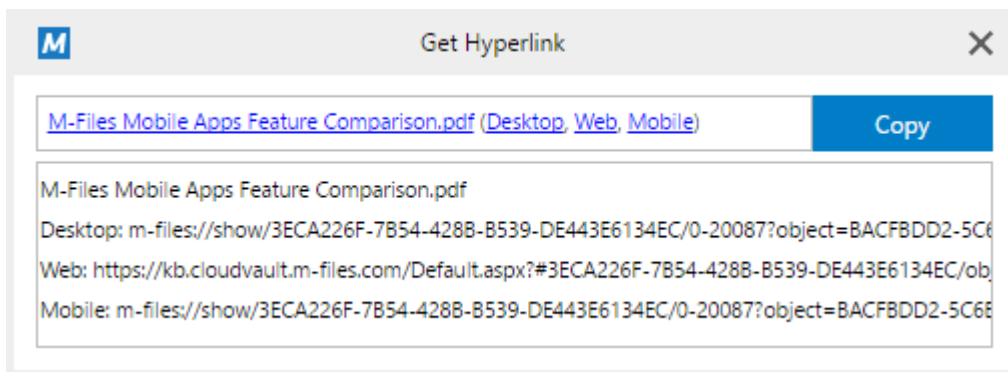 M
Get Hyperlink
M-Files Mobile Apps Feature Comparison.pdf (Desktop, Web, Mobile)
Copy
M-Files Mobile Apps Feature Comparison.pdf
Desktop: m-files://show/3ECA226F-7B54-428B-B539-DE443E6134EC/0-20087?object=BACFBDD2-5C6
Web: https://kb.cloudvault.m-files.com/Default.aspx?#3ECA226F-7B54-428B-B539-DE443E6134EC/obj
Mobile: m-files://show/3ECA226F-7B54-428B-B539-DE443E6134EC/0-20087?object=BACFBDD2-5C6E